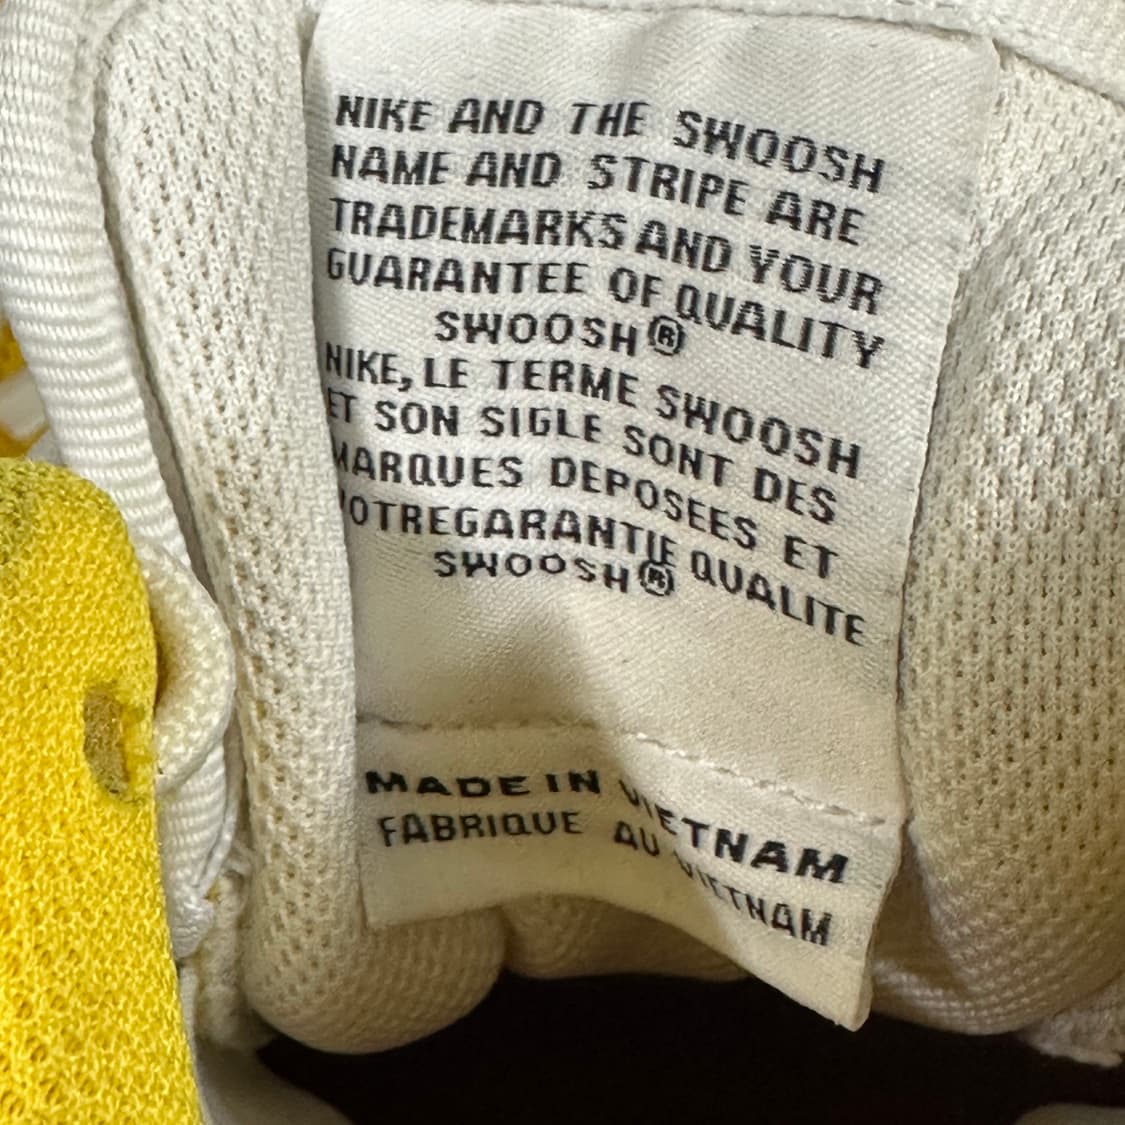 NIKE AND THE SWOOSH
NAME AND STRIPE ARE
TRADEMARKS AND YOUR
GUARANTEE OF QUALITY
SWOOSH®
NIKE, LE TERME SWOOSH
ET SON SIGLE SONT DES
MARQUES DEPOSEES ET
VOTREGARANTIE QUALITE
SWOOSH®
MADE IN VIETNAM
FABRIQUE AU VIETNAM